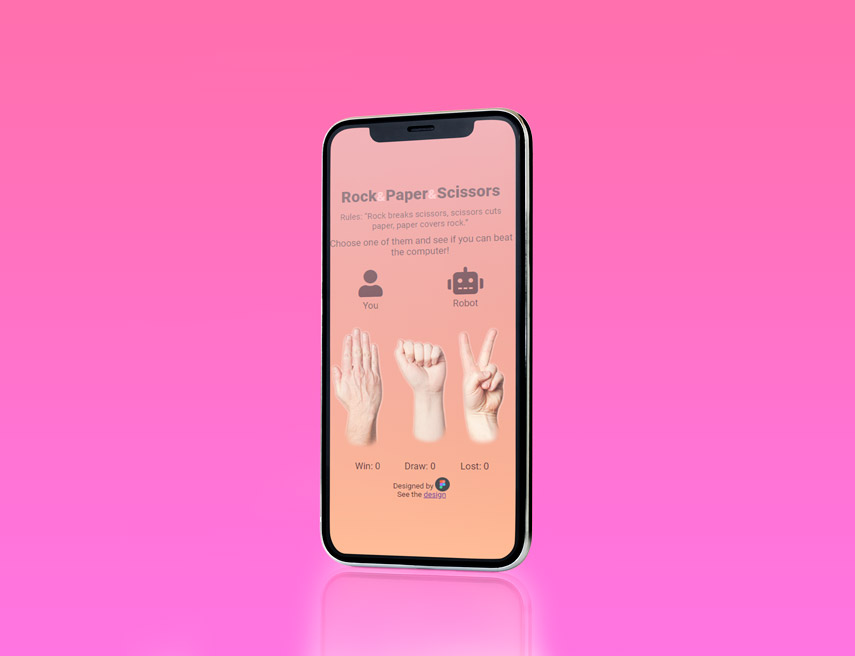 Rock&Paper&Scissors
Rules: "Rock breaks scissors, scissors cuts
paper, paper covers rock."
Choose one of them and see if you can beat
the computer!
You Robot
Win: 0 Draw: 0 Lost: 0
Designed by
See the design